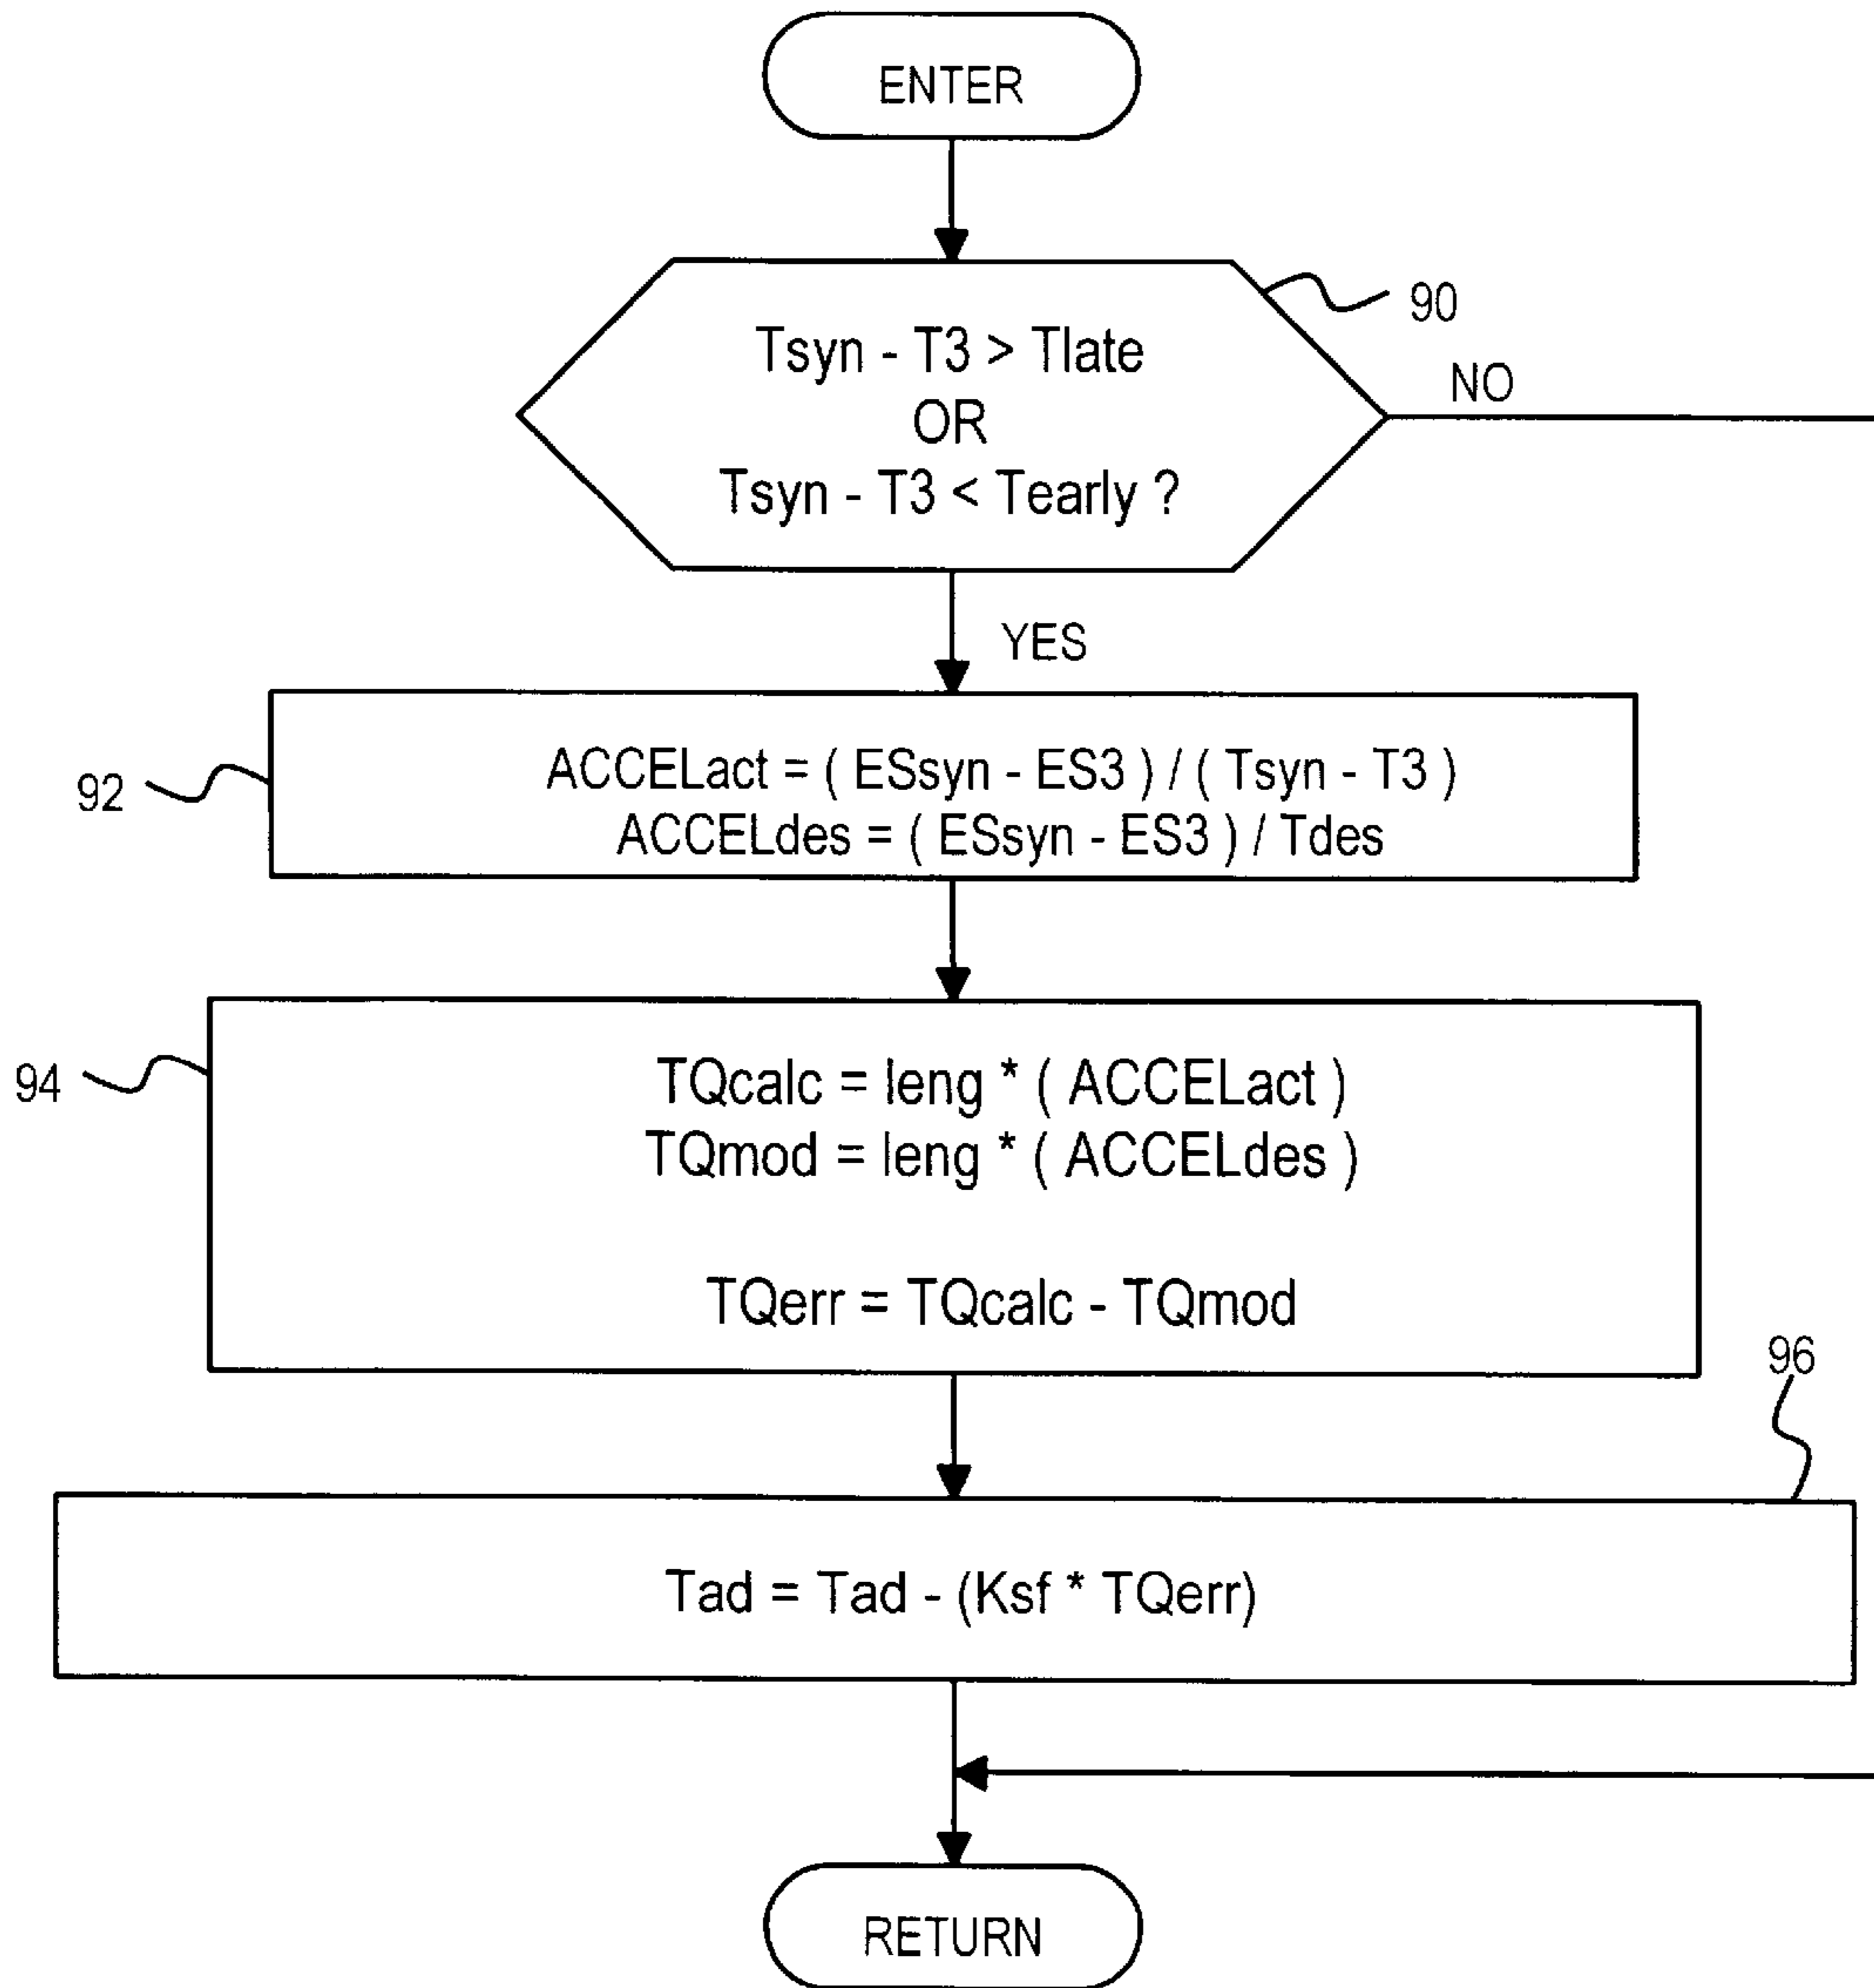 ENTER
90
Tsyn - T3 > Tlate
OR
Tsyn - T3 < Tearly ?
NO
YES
92
ACCELact = ( ESsyn - ES3 ) / ( Tsyn - T3 )
ACCELdes = ( ESsyn - ES3 ) / Tdes
94
TQcalc = Ieng * ( ACCELact )
TQmod = Ieng * ( ACCELdes )
TQerr = TQcalc - TQmod
96
Tad = Tad - (Ksf * TQerr)
RETURN